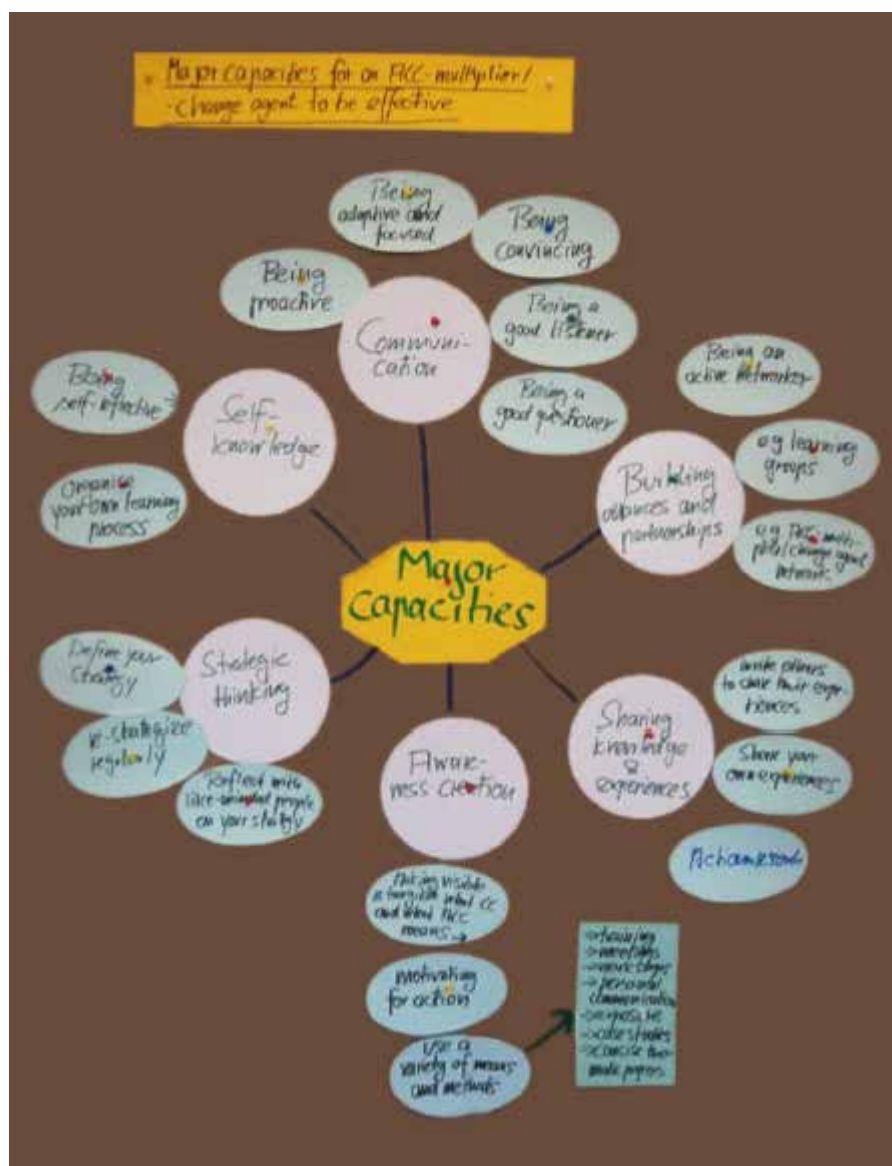 Major capacities for an ACC-multiplier/
-change agent to be effective
Being
adaptive and
focused
Being
convincing
Being
proactive
Communi-
cation
Being a
good listener
Being a
good questioner
Being an
active networker
Being
self-reflective
Self-
knowledge
Organise
your own learning
process
Building
alliances and
partnerships
e.g learning
groups
e.g ACC-multi-
plier/change agent
network
Major
Capacities
Define your
strategy
Strategic
thinking
re-strategize
regularly
Reflect with
like-minded people
on your strategy
Aware-
ness creation
Sharing
knowledge
&
experiences
Invite others
to share their expe-
riences
Share your
own experiences
Making visible
& tangible what CC
and what ACC
means
motivating
for action
use a
variety of means
and methods
→ training
→ meetings
→ workshops
→ personal
communication
→ exposure
→ case studies
→ concise
papers